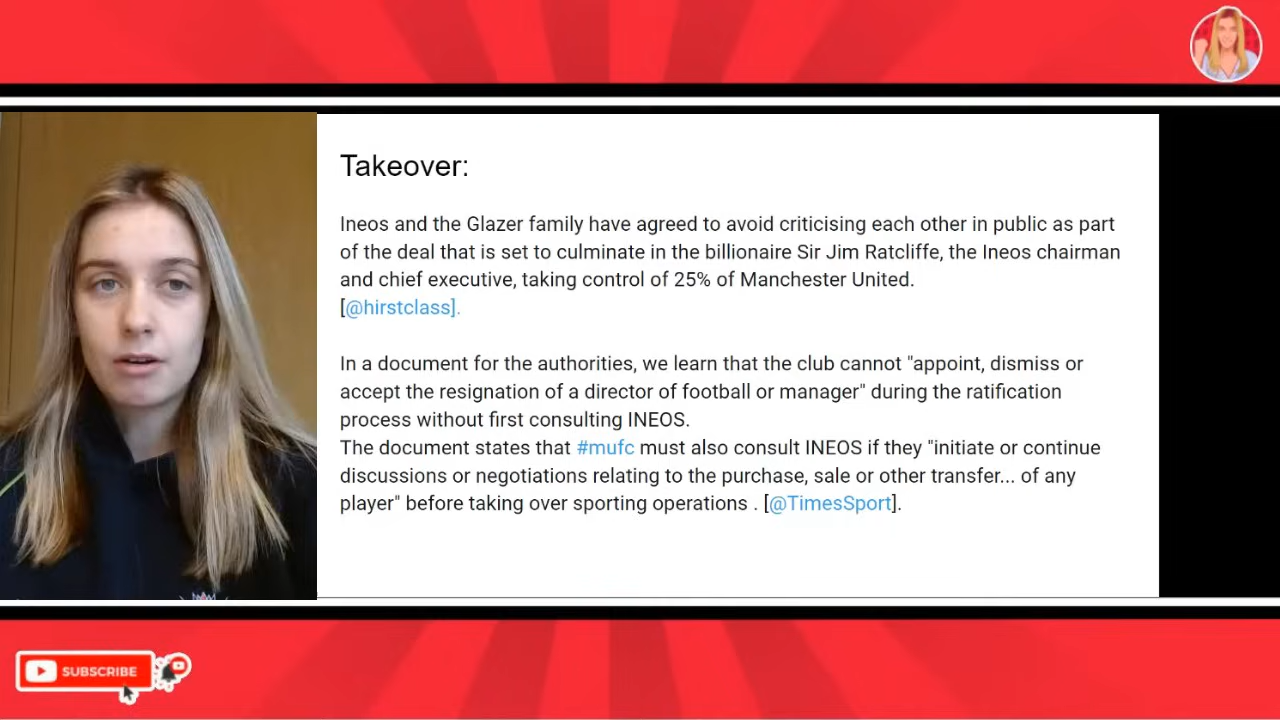 Takeover:
Ineos and the Glazer family have agreed to avoid criticising each other in public as part
of the deal that is set to culminate in the billionaire Sir Jim Ratcliffe, the Ineos chairman
and chief executive, taking control of 25% of Manchester United.
[@hirstclass].
In a document for the authorities, we learn that the club cannot "appoint, dismiss or
accept the resignation of a director of football or manager" during the ratification
process without first consulting INEOS.
The document states that #mufc must also consult INEOS if they "initiate or continue
discussions or negotiations relating to the purchase, sale or other transfer... of any
player" before taking over sporting operations . [@TimesSport].
SUBSCRIBE